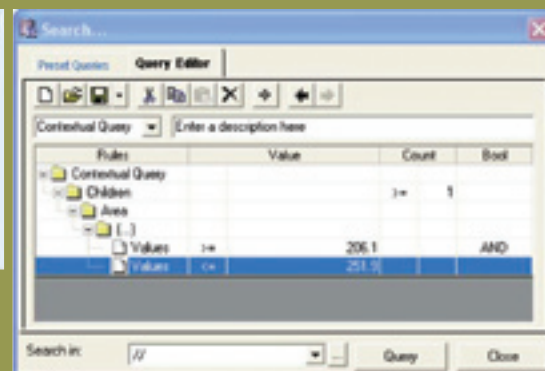 Search...
Preset Queries Query Editor
Contextual Query Enter a description here
Rules Value Count Bool
Contextual Query
Children >= 1
Area
[...]
Values >= 206.1 AND
Values <= 251.9
Search in: // ... Query Close